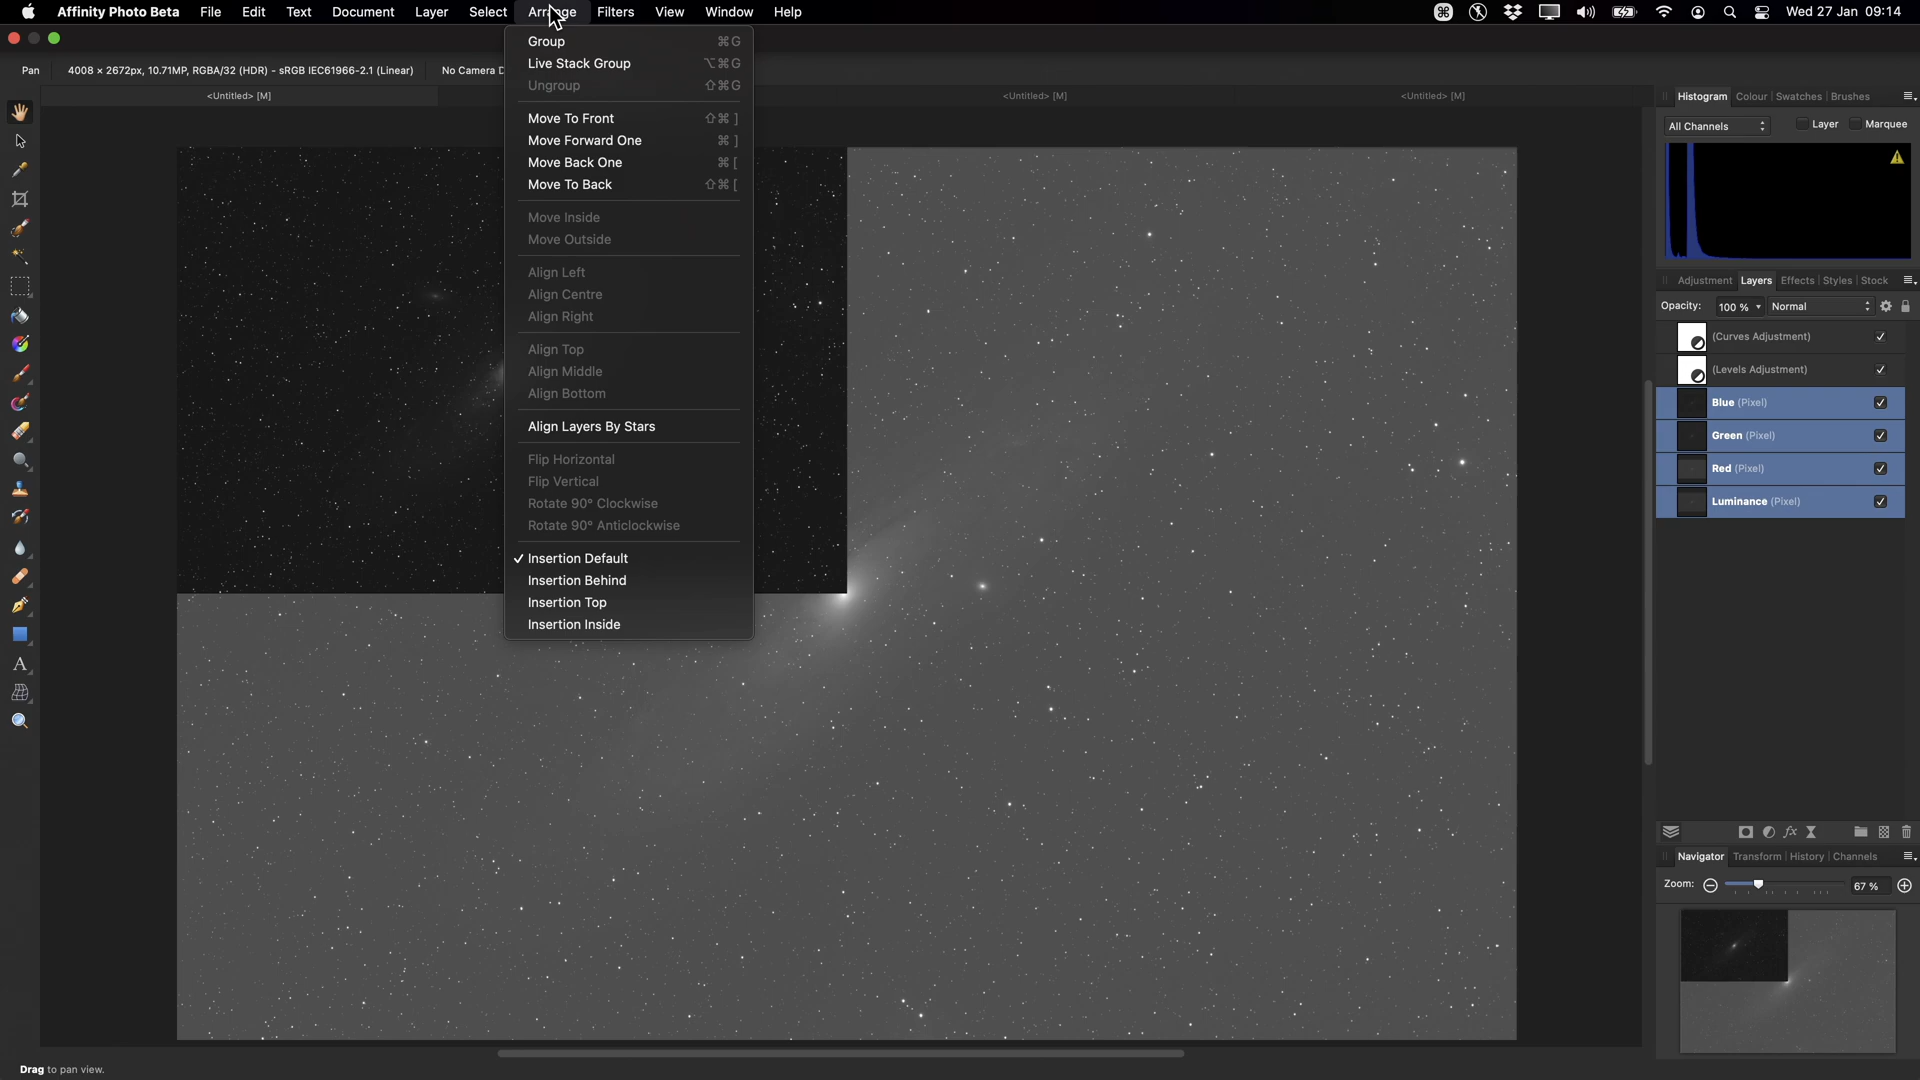 Affinity Photo Beta File Edit Text Document Layer Select Arrange Filters View Window Help Wed 27 Jan 09:14
Pan 4008 × 2672px, 10.71MP, RGBA/32 (HDR) - sRGB IEC61966-2.1 (Linear) No Camera D
<Untitled> [M] <Untitled> [M] <Untitled> [M]
Group ⌘G
Live Stack Group ⌥⌘G
Ungroup ⇧⌘G
Move To Front ⇧⌘]
Move Forward One ⌘]
Move Back One ⌘[
Move To Back ⇧⌘[
Move Inside
Move Outside
Align Left
Align Centre
Align Right
Align Top
Align Middle
Align Bottom
Align Layers By Stars
Flip Horizontal
Flip Vertical
Rotate 90° Clockwise
Rotate 90° Anticlockwise
✓ Insertion Default
Insertion Behind
Insertion Top
Insertion Inside
Histogram Colour Swatches Brushes
All Channels Layer Marquee
Adjustment Layers Effects Styles Stock
Opacity: 100 % Normal
(Curves Adjustment)
(Levels Adjustment)
Blue (Pixel)
Green (Pixel)
Red (Pixel)
Luminance (Pixel)
Navigator Transform History Channels
Zoom: 67 %
Drag to pan view.